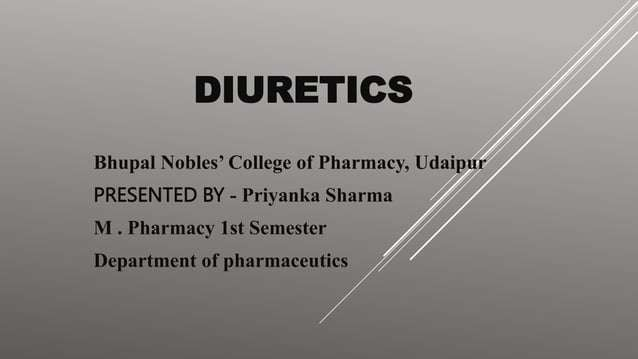 DIURETICS
Bhupal Nobles’ College of Pharmacy, Udaipur
PRESENTED BY - Priyanka Sharma
M . Pharmacy 1st Semester
Department of pharmaceutics